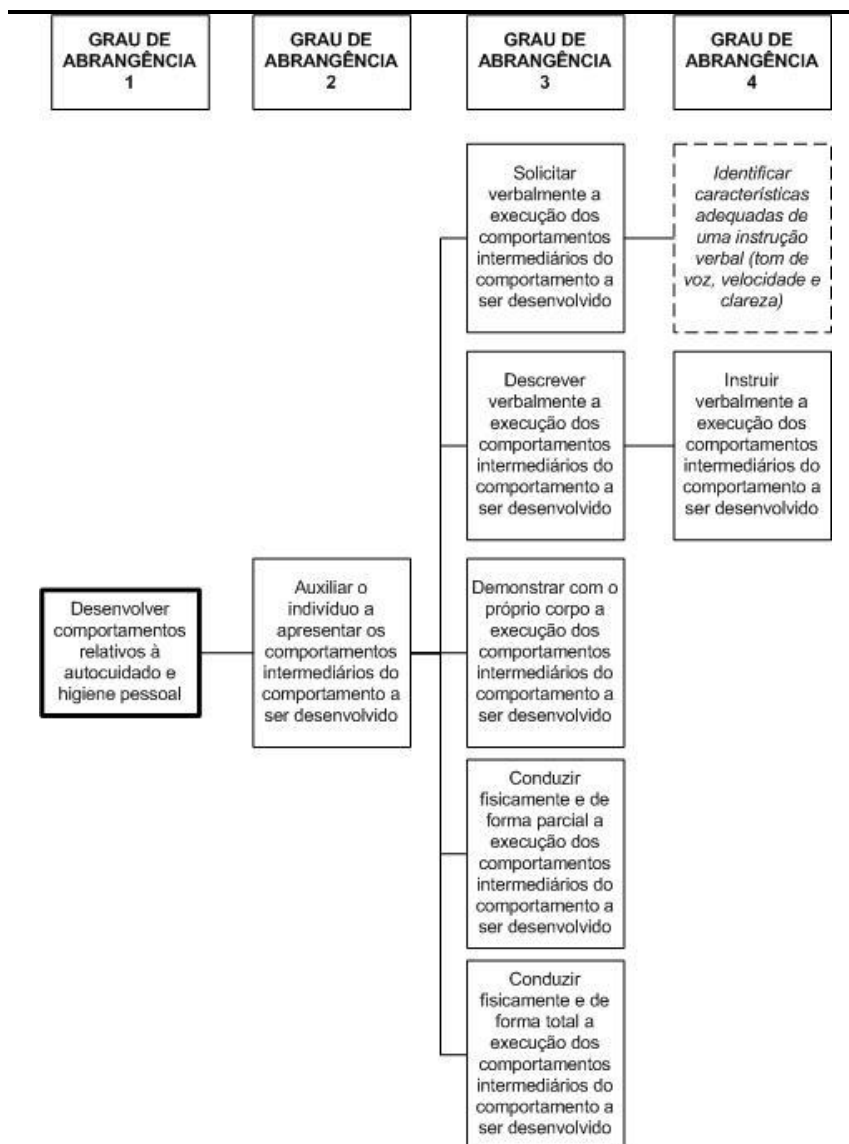 GRAU DE
ABRANGÊNCIA
1
GRAU DE
ABRANGÊNCIA
2
GRAU DE
ABRANGÊNCIA
3
GRAU DE
ABRANGÊNCIA
4
Solicitar
verbalmente a
execução dos
comportamentos
intermediários do
comportamento a
ser desenvolvido
Identificar
características
adequadas de
uma instrução
verbal (tom de
voz, velocidade e
clareza)
Descrever
verbalmente a
execução dos
comportamentos
intermediários do
comportamento a
ser desenvolvido
Instruir
verbalmente a
execução dos
comportamentos
intermediários do
comportamento a
ser desenvolvido
Desenvolver
comportamentos
relativos à
autocuidado e
higiene pessoal
Auxiliar o
indivíduo a
apresentar os
comportamentos
intermediários do
comportamento a
ser desenvolvido
Demonstrar com o
próprio corpo a
execução dos
comportamentos
intermediários do
comportamento a
ser desenvolvido
Conduzir
fisicamente e de
forma parcial a
execução dos
comportamentos
intermediários do
comportamento a
ser desenvolvido
Conduzir
fisicamente e de
forma total a
execução dos
comportamentos
intermediários do
comportamento a
ser desenvolvido